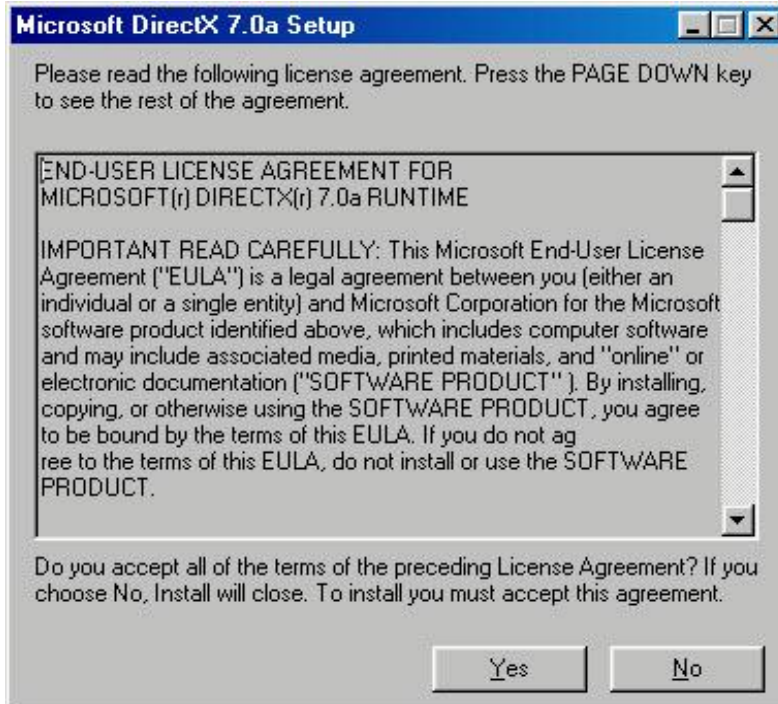 Microsoft DirectX 7.0a Setup
Please read the following license agreement. Press the PAGE DOWN key
to see the rest of the agreement.
END-USER LICENSE AGREEMENT FOR
MICROSOFT(r) DIRECTX(r) 7.0a RUNTIME
IMPORTANT READ CAREFULLY: This Microsoft End-User License
Agreement ("EULA") is a legal agreement between you (either an
individual or a single entity) and Microsoft Corporation for the Microsoft
software product identified above, which includes computer software
and may include associated media, printed materials, and "online" or
electronic documentation ("SOFTWARE PRODUCT" ). By installing,
copying, or otherwise using the SOFTWARE PRODUCT, you agree
to be bound by the terms of this EULA. If you do not ag
ree to the terms of this EULA, do not install or use the SOFTWARE
PRODUCT.
Do you accept all of the terms of the preceding License Agreement? If you
choose No, Install will close. To install you must accept this agreement.
Yes No